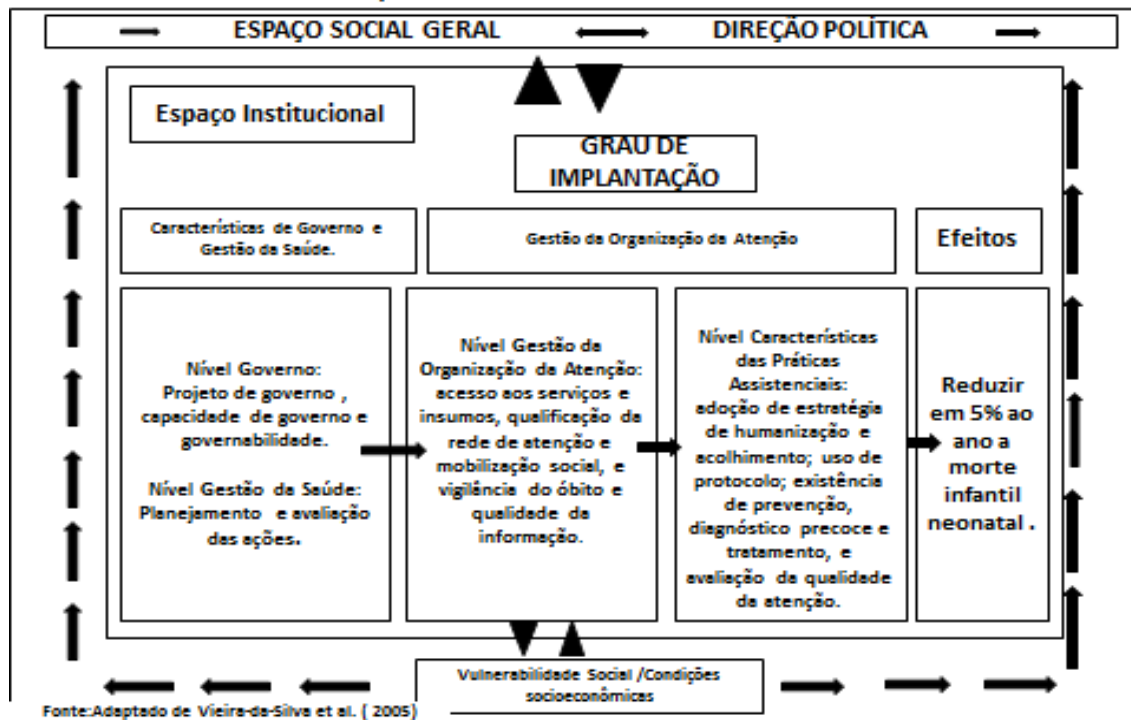 ESPAÇO SOCIAL GERAL
DIREÇÃO POLÍTICA
Espaço Institucional
GRAU DE
IMPLANTAÇÃO
Características de Governo e
Gestão da Saúde.
Gestão da Organização da Atenção
Efeitos
Nível Governo:
Projeto de governo ,
capacidade de governo e
governabilidade.
Nível Gestão da Saúde:
Planejamento e avaliação
das ações.
Nível Gestão da
Organização da Atenção:
acesso aos serviços e
insumos, qualificação da
rede de atenção e
mobilização social, e
vigilância do óbito e
qualidade da
informação.
Nível Características
das Práticas
Assistenciais:
adoção de estratégia
de humanização e
acolhimento; uso de
protocolo; existência
de prevenção,
diagnóstico precoce e
tratamento, e
avaliação da qualidade
da atenção.
Reduzir
em 5% ao
ano a
morte
infantil
neonatal .
Vulnerabilidade Social /Condições
socioeconômicas
Fonte:Adaptado de Vieira-da-Silva et al. ( 2005)